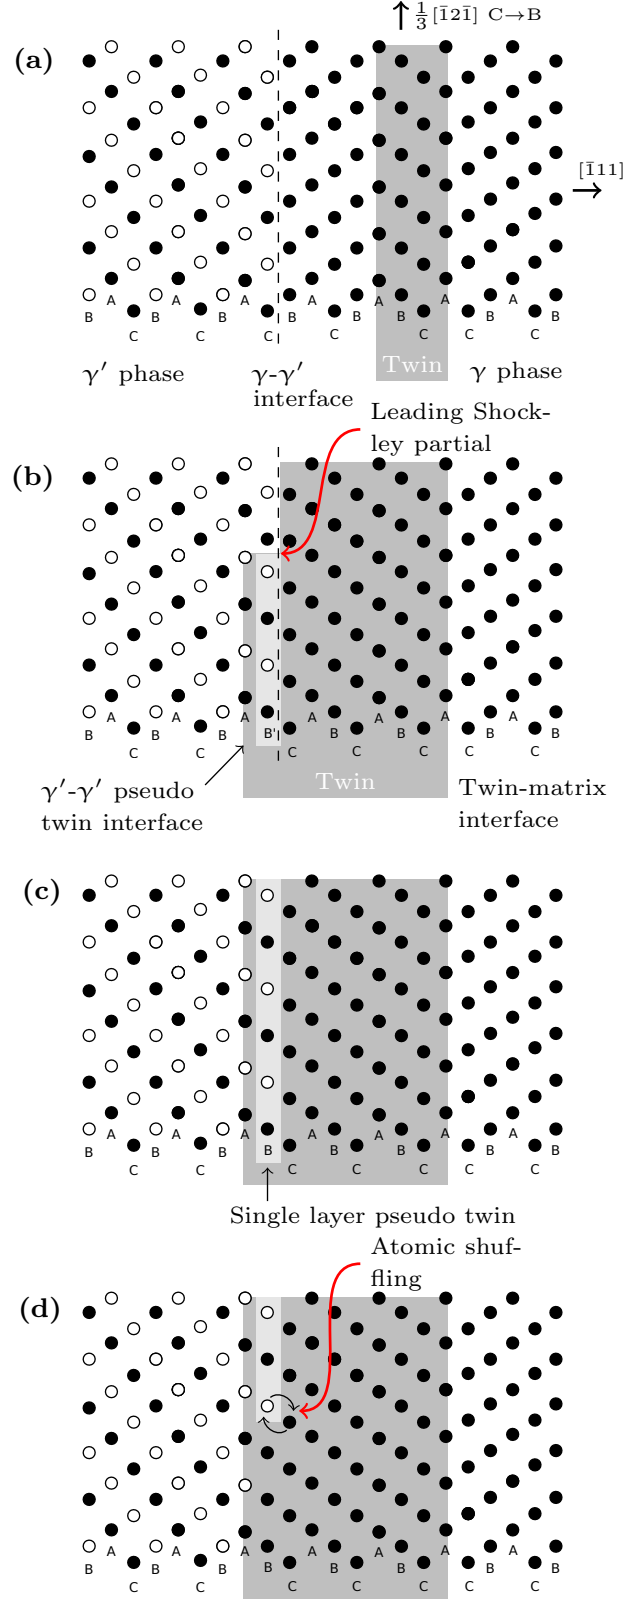 (a)
1/3[1̄21̄] C→B
[1̄11]
A A A A A A A
B B B B B B B
C C C C C C C
γ′ phase
γ-γ′
interface
Twin
γ phase
Leading Shock-
ley partial
(b)
A A A A A A A
B B B B' B B B
C C C C C C C
γ′-γ′ pseudo
twin interface
Twin
Twin-matrix
interface
(c)
A A A A A A A
B B B B B B B
C C C C C C C
Single layer pseudo twin
Atomic shuf-
fling
(d)
A A A A A A A
B B B B B B B
C C C C C C C